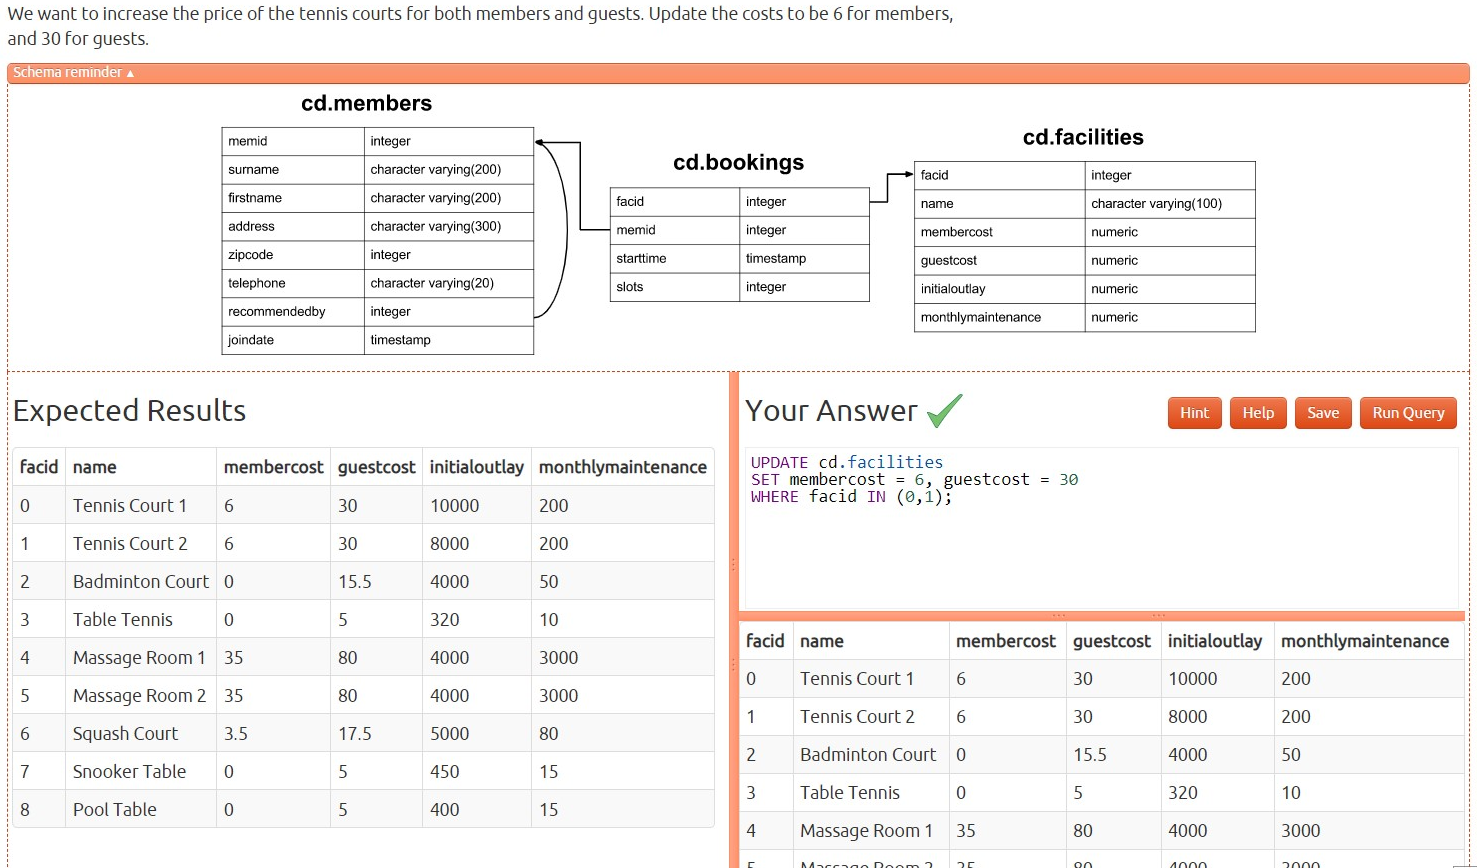 We want to increase the price of the tennis courts for both members and guests. Update the costs to be 6 for members,
and 30 for guests.
Schema reminder ▲
cd.members
memid integer
surname character varying(200)
firstname character varying(200)
address character varying(300)
zipcode integer
telephone character varying(20)
recommendedby integer
joindate timestamp
cd.bookings
facid integer
memid integer
starttime timestamp
slots integer
cd.facilities
facid integer
name character varying(100)
membercost numeric
guestcost numeric
initialoutlay numeric
monthlymaintenance numeric
Expected Results
facid name membercost guestcost initialoutlay monthlymaintenance
0 Tennis Court 1 6 30 10000 200
1 Tennis Court 2 6 30 8000 200
2 Badminton Court 0 15.5 4000 50
3 Table Tennis 0 5 320 10
4 Massage Room 1 35 80 4000 3000
5 Massage Room 2 35 80 4000 3000
6 Squash Court 3.5 17.5 5000 80
7 Snooker Table 0 5 450 15
8 Pool Table 0 5 400 15
Your Answer
Hint Help Save Run Query
UPDATE cd.facilities
SET membercost = 6, guestcost = 30
WHERE facid IN (0,1);
facid name membercost guestcost initialoutlay monthlymaintenance
0 Tennis Court 1 6 30 10000 200
1 Tennis Court 2 6 30 8000 200
2 Badminton Court 0 15.5 4000 50
3 Table Tennis 0 5 320 10
4 Massage Room 1 35 80 4000 3000
5 Massage Room 2 35 80 4000 3000